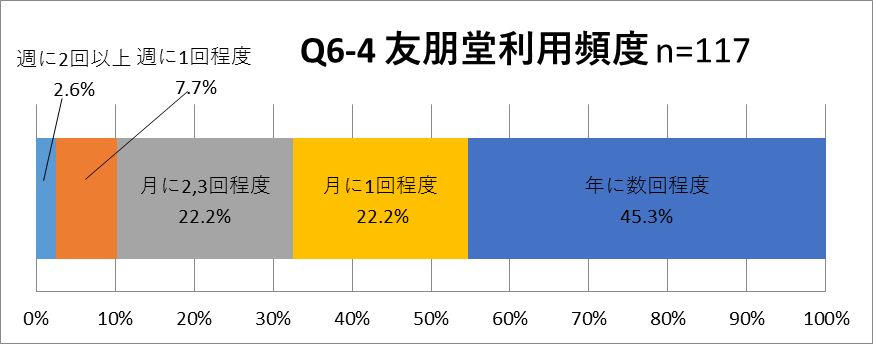 Q6-4 友朋堂利用頻度 n=117
週に2回以上
2.6%
週に1回程度
7.7%
月に2,3回程度
22.2%
月に1回程度
22.2%
年に数回程度
45.3%
0% 10% 20% 30% 40% 50% 60% 70% 80% 90% 100%